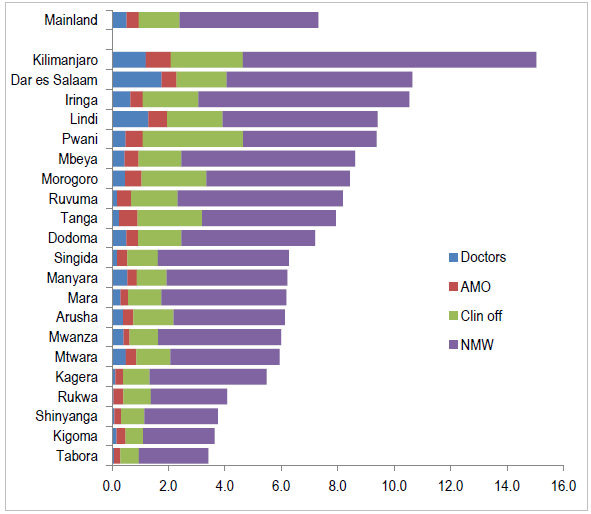 Mainland
Kilimanjaro
Dar es Salaam
Iringa
Lindi
Pwani
Mbeya
Morogoro
Ruvuma
Tanga
Dodoma
Singida
Manyara
Mara
Arusha
Mwanza
Mtwara
Kagera
Rukwa
Shinyanga
Kigoma
Tabora
Doctors
AMO
Clin off
NMW
0.0 2.0 4.0 6.0 8.0 10.0 12.0 14.0 16.0